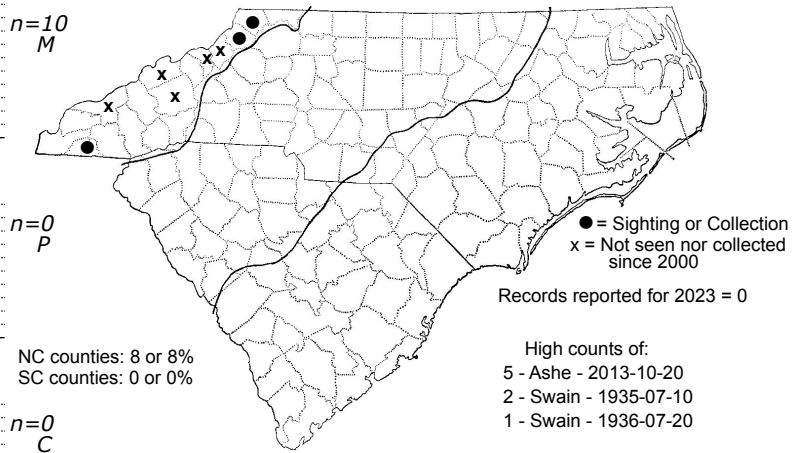 n=10
M
x
x
x
x
x
n=0
P
● = Sighting or Collection
x = Not seen nor collected
since 2000
Records reported for 2023 = 0
NC counties: 8 or 8%
SC counties: 0 or 0%
High counts of:
5 - Ashe - 2013-10-20
2 - Swain - 1935-07-10
1 - Swain - 1936-07-20
n=0
C